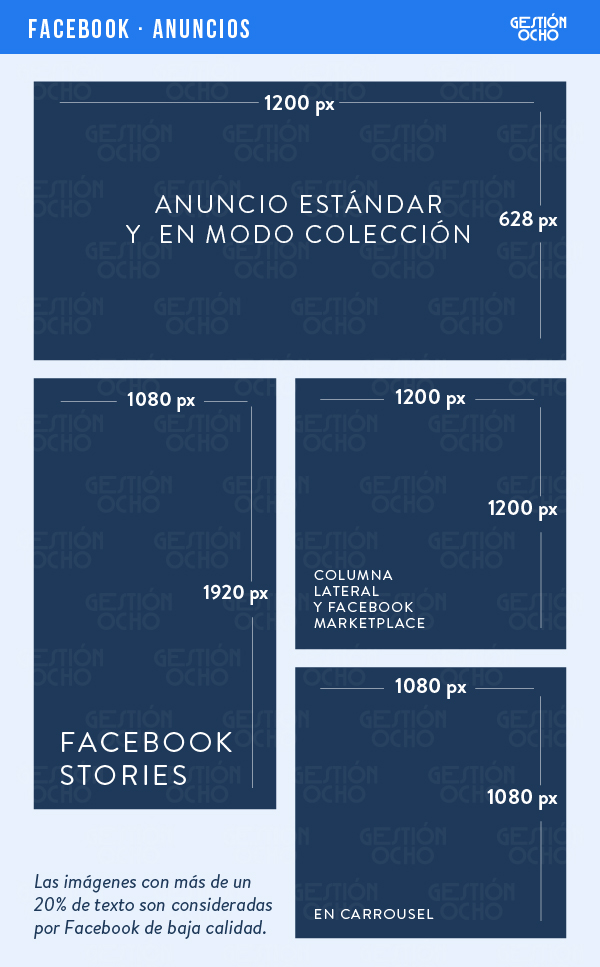 FACEBOOK · ANUNCIOS
GESTIÓN
OCHO
1200 px
ANUNCIO ESTÁNDAR
Y EN MODO COLECCIÓN
628 px
1080 px
1920 px
FACEBOOK
STORIES
1200 px
1200 px
COLUMNA
LATERAL
Y FACEBOOK
MARKETPLACE
1080 px
1080 px
EN CARROUSEL
Las imágenes con más de un
20% de texto son consideradas
por Facebook de baja calidad.